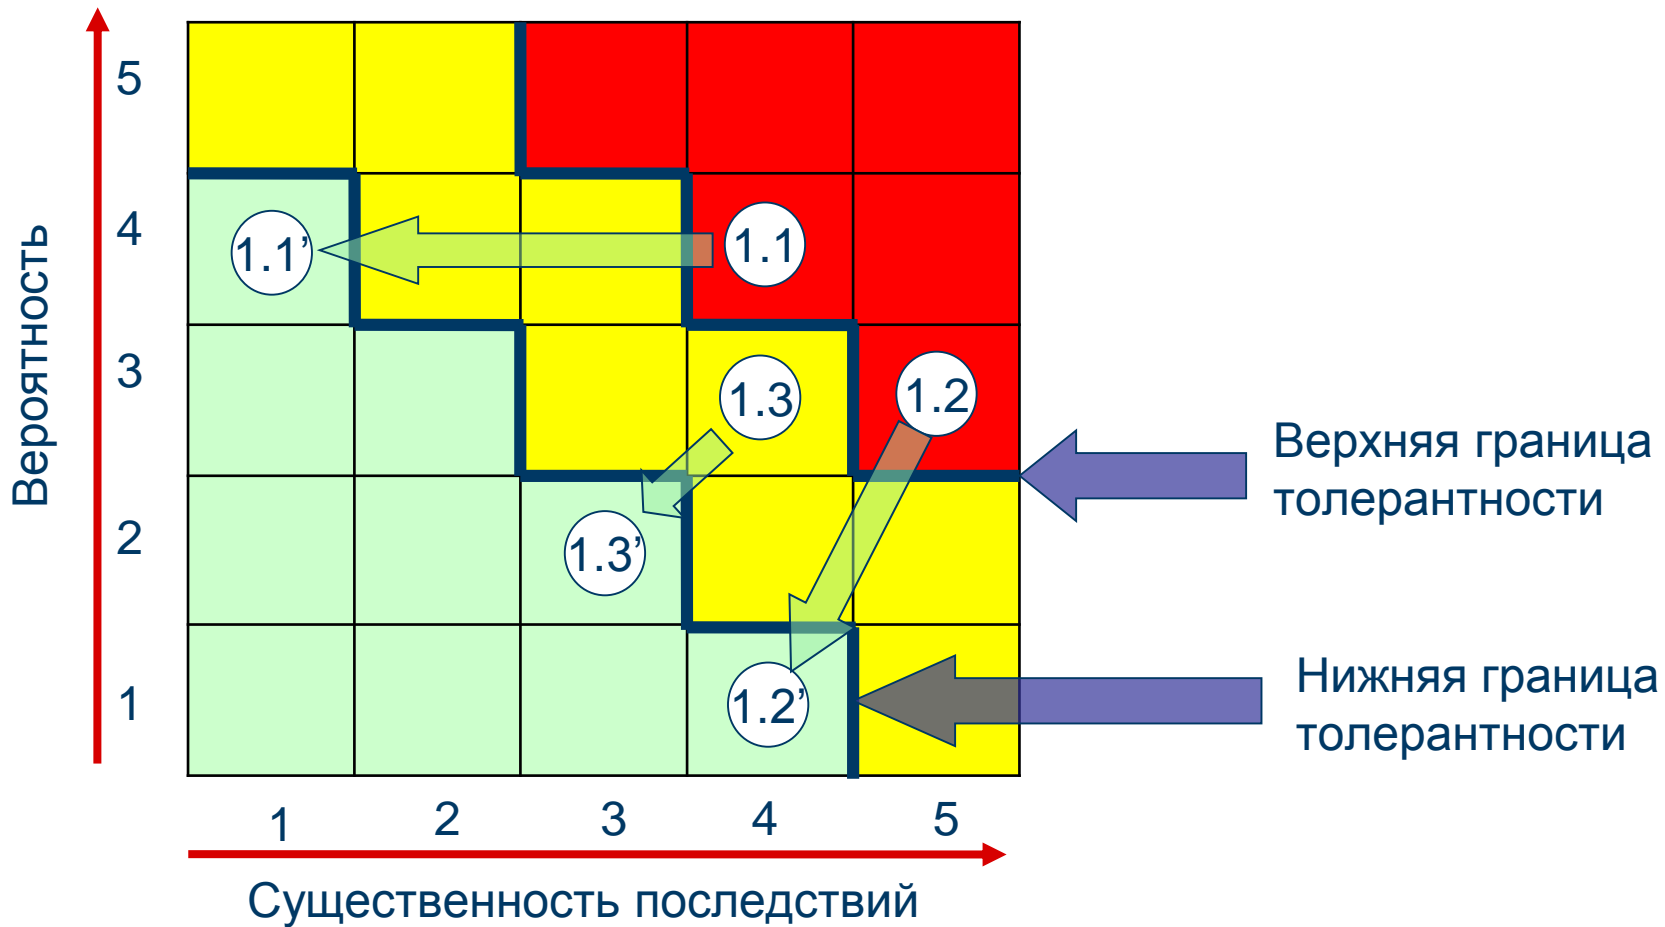 Вероятность
5
4
3
2
1
1.1’
1.1
1.3
1.2
1.3’
1.2’
Верхняя граница
толерантности
Нижняя граница
толерантности
1
2
3
4
5
Существенность последствий